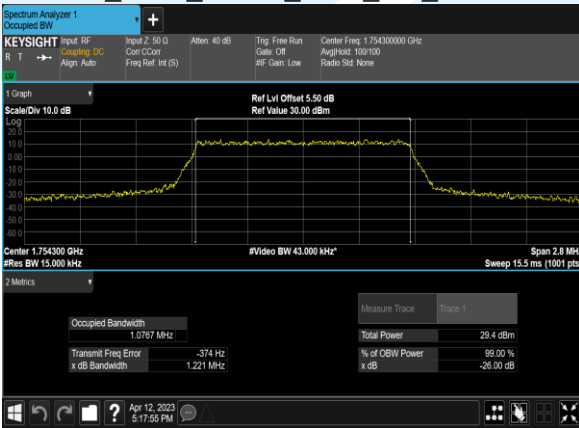 Spectrum Analyzer 1
Occupied BW
+
KEYSIGHT Input: RF Input Z: 50 Ω Atten: 40 dB Trig: Free Run Center Freq: 1.754300000 GHz
R T Coupling: DC Corr CCorr Gate: Off Avg|Hold: 100/100
Align: Auto Freq Ref: Int (S) #IF Gain: Low Radio Std: None
LXI
1 Graph
Ref Lvl Offset 5.50 dB
Scale/Div 10.0 dB Ref Value 30.00 dBm
Log
20.0
10.0
0.00
-10.0
-20.0
-30.0
-40.0
-50.0
-60.0
Center 1.754300 GHz #Video BW 43.000 kHz* Span 2.8 MH
#Res BW 15.000 kHz Sweep 15.5 ms (1001 pts
2 Metrics
Measure Trace Trace 1
Occupied Bandwidth
1.0767 MHz Total Power 29.4 dBm
Transmit Freq Error -374 Hz % of OBW Power 99.00 %
x dB Bandwidth 1.221 MHz x dB -26.00 dB
?
Apr 12, 2023
5:17:55 PM